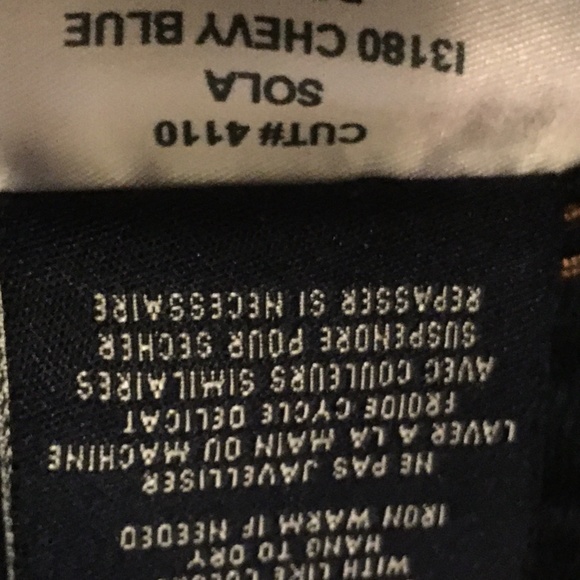 WITH LIKE
HANG TO DRY
IRON WARM IF NEEDED
NE PAS JAVELLISER
LAVER A LA MAIN OU MACHINE
FROIDE CYCLE DELICAT
AVEC COULEURS SIMILAIRES
SUSPENDRE POUR SECHER
REPASSER SI NECESSAIRE
CUT# 4110
SOLA
I3180 CHEVY BLUE